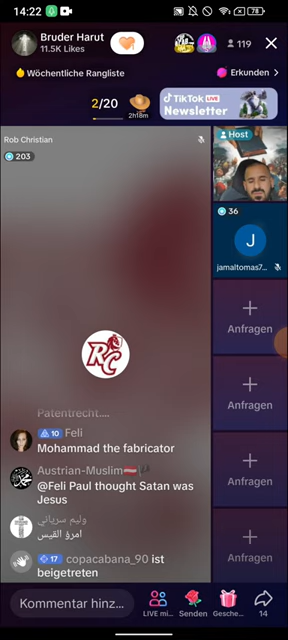 14:22
78
Bruder Harut
11.5K Likes
119
Wöchentliche Rangliste
Erkunden >
2/20
2h18m
TikTok LIVE
Newsletter
Rob Christian
203
Host
36
J
jamaltomas7...
RC
Anfragen
Anfragen
Anfragen
Anfragen
Patentrecht.....
10 Feli
Mohammad the fabricator
Austrian-Muslim🇦🇹
@Feli Paul thought Satan was
Jesus
وليم سرياني
امرؤ القيس
17 copacabana_90 ist
beigetreten
Kommentar hinz...
LIVE mi...
Senden
Gesche...
14